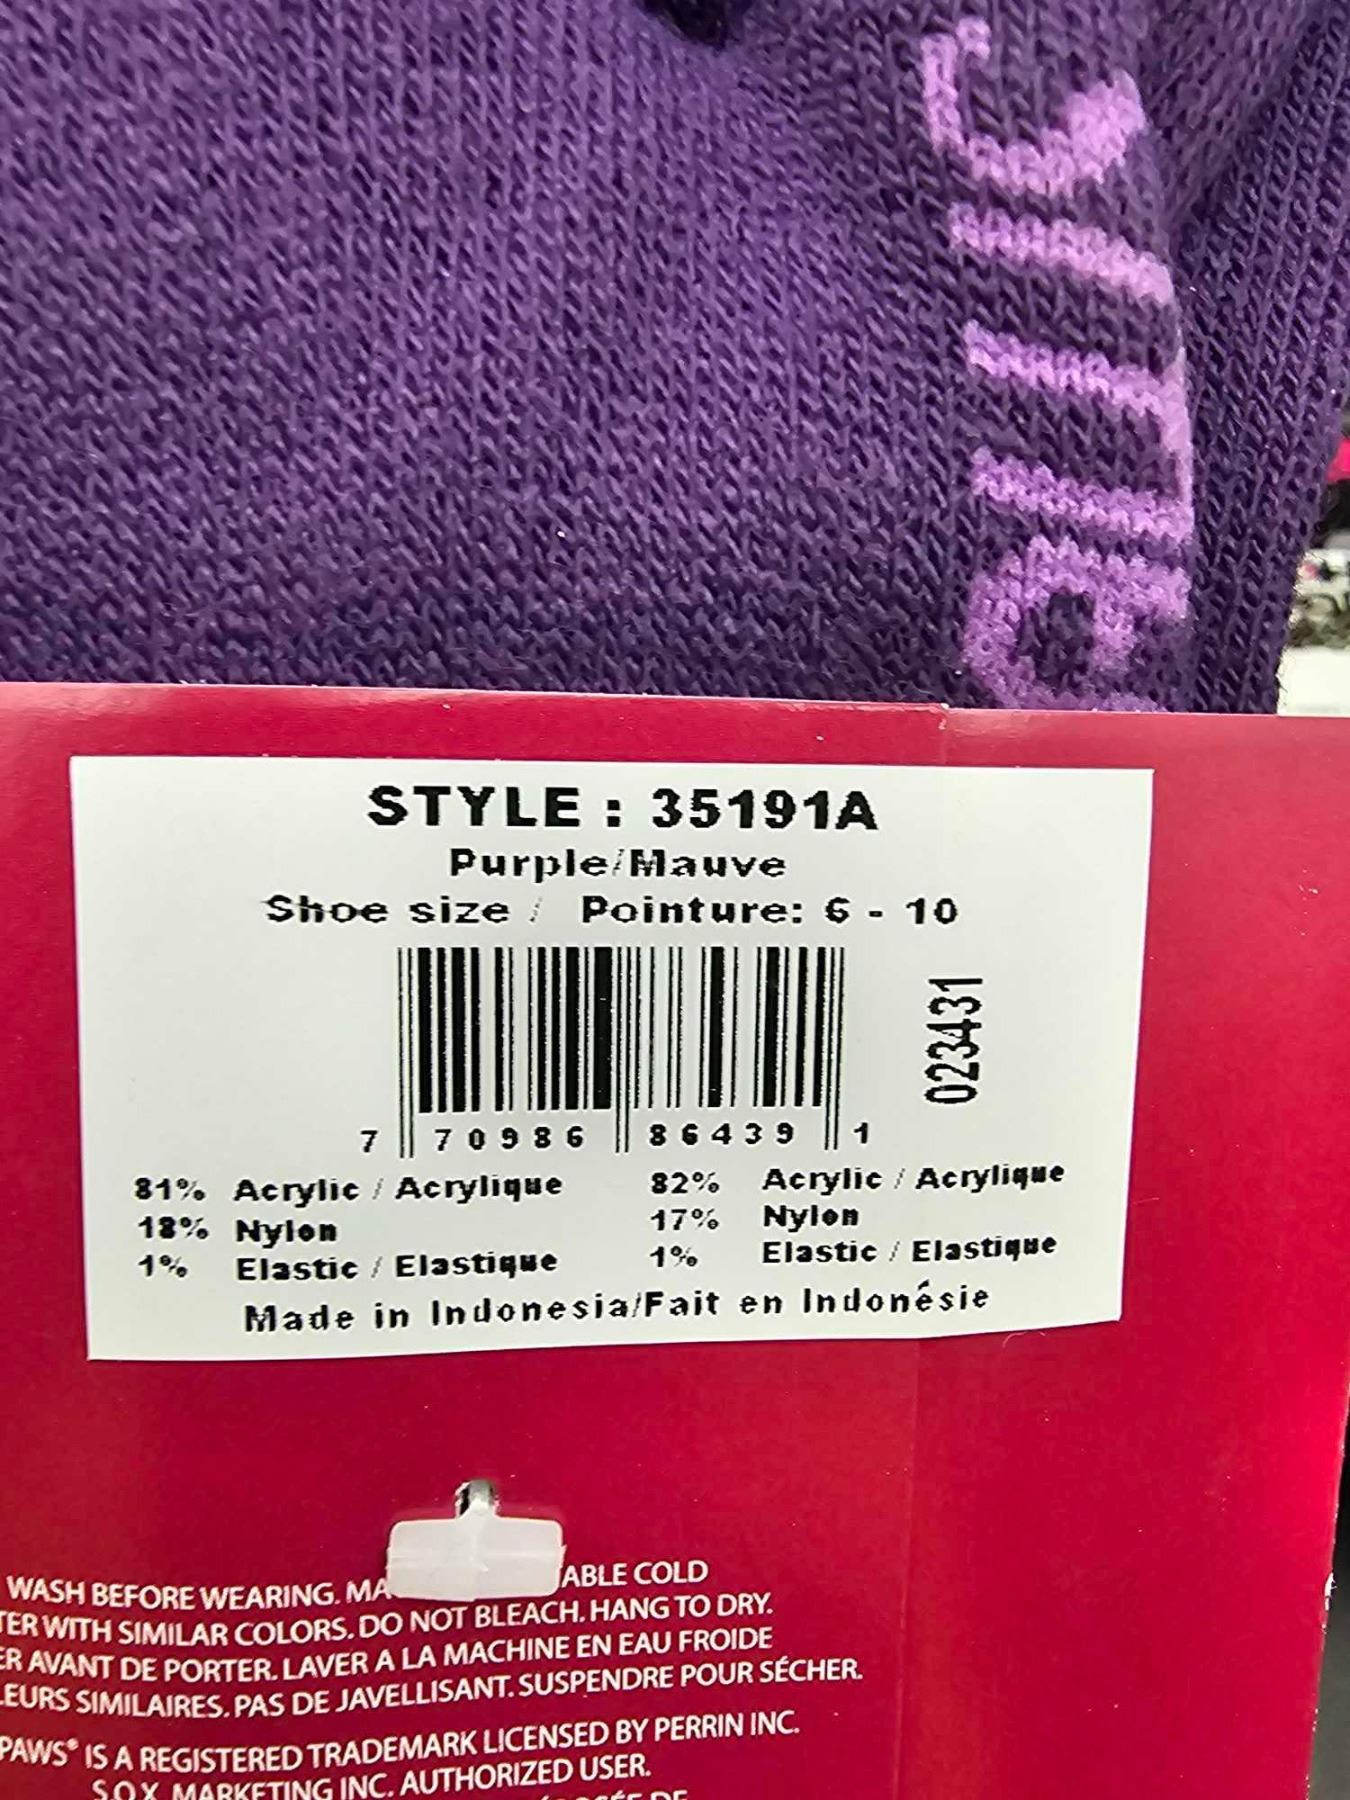 STYLE : 35191A
Purple/Mauve
Shoe size / Pointure: 6 - 10
7 70986 86439 1
023431
81% Acrylic / Acrylique
18% Nylon
1% Elastic / Elastique
82% Acrylic / Acrylique
17% Nylon
1% Elastic / Elastique
Made in Indonesia/Fait en Indonésie
WASH BEFORE WEARING. MA ABLE COLD
TER WITH SIMILAR COLORS. DO NOT BLEACH. HANG TO DRY.
ER AVANT DE PORTER. LAVER A LA MACHINE EN EAU FROIDE
LEURS SIMILAIRES. PAS DE JAVELLISANT. SUSPENDRE POUR SÉCHER.
PAWS® IS A REGISTERED TRADEMARK LICENSED BY PERRIN INC.
S.O.X. MARKETING INC. AUTHORIZED USER.